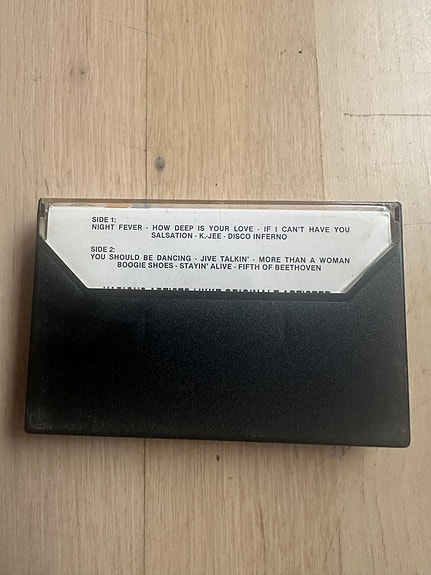 SIDE 1:
NIGHT FEVER · HOW DEEP IS YOUR LOVE · IF I CAN'T HAVE YOU
SALSATION · K.-JEE · DISCO INFERNO
SIDE 2:
YOU SHOULD BE DANCING · JIVE TALKIN' · MORE THAN A WOMAN
BOOGIE SHOES · STAYIN' ALIVE · FIFTH OF BEETHOVEN